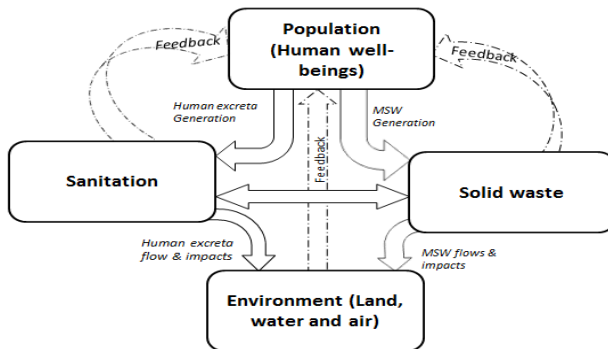 Population
(Human well-
beings)
Feedback
Feedback
Human excreta
Generation
MSW
Generation
Feedback
Sanitation
Solid waste
Human excreta
flow & impacts
MSW flows &
impacts
Environment (Land,
water and air)